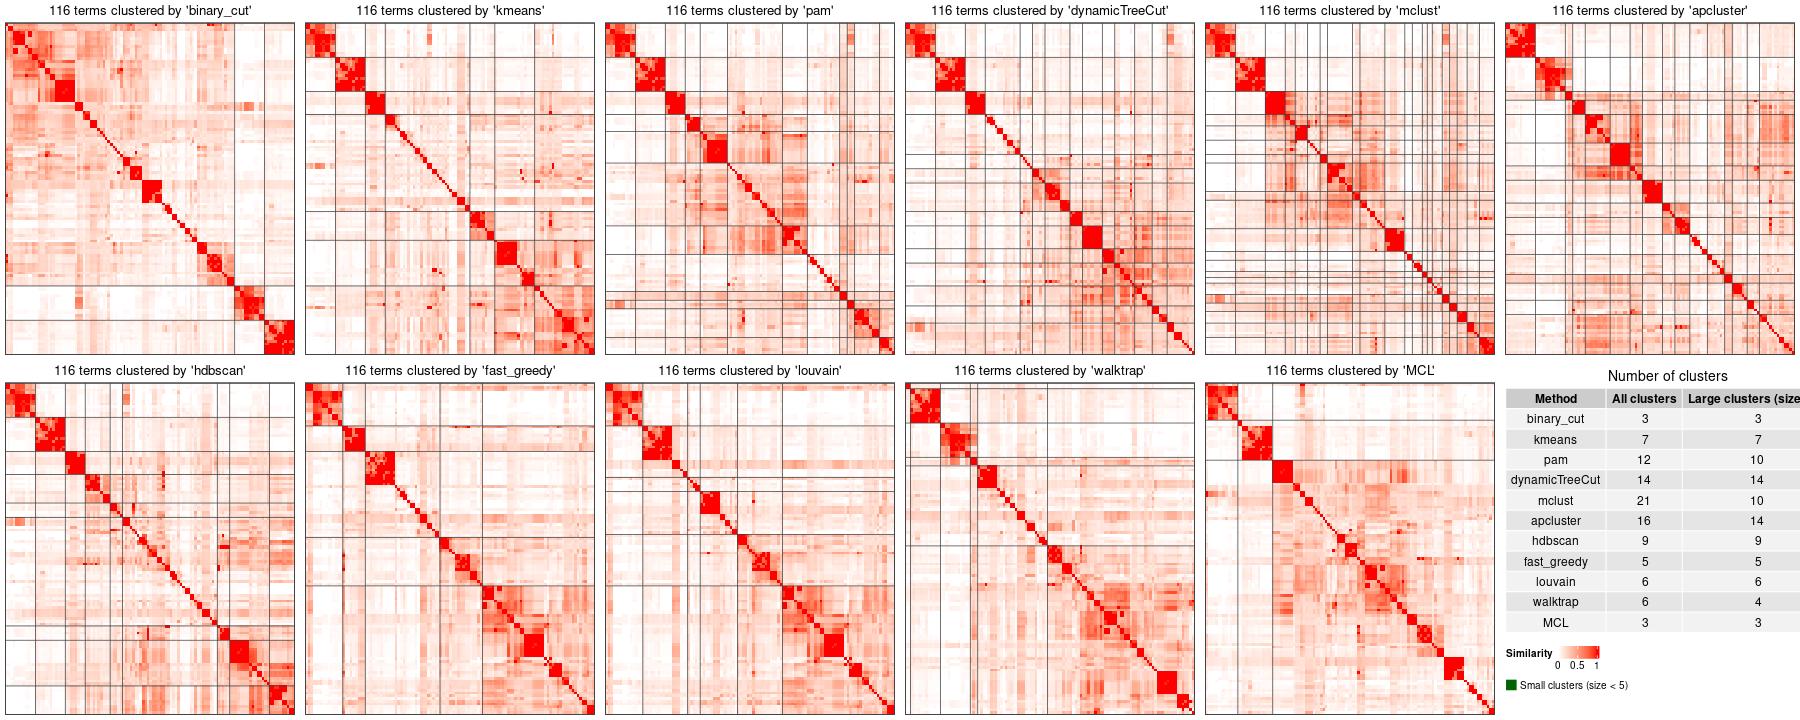 116 terms clustered by 'binary_cut'
116 terms clustered by 'kmeans'
116 terms clustered by 'pam'
116 terms clustered by 'dynamicTreeCut'
116 terms clustered by 'mclust'
116 terms clustered by 'apcluster'
116 terms clustered by 'hdbscan'
116 terms clustered by 'fast_greedy'
116 terms clustered by 'louvain'
116 terms clustered by 'walktrap'
116 terms clustered by 'MCL'
Number of clusters
Method All clusters Large clusters (size
binary_cut 3 3
kmeans 7 7
pam 12 10
dynamicTreeCut 14 14
mclust 21 10
apcluster 16 14
hdbscan 9 9
fast_greedy 5 5
louvain 6 6
walktrap 6 4
MCL 3 3
Similarity
0 0.5 1
Small clusters (size < 5)